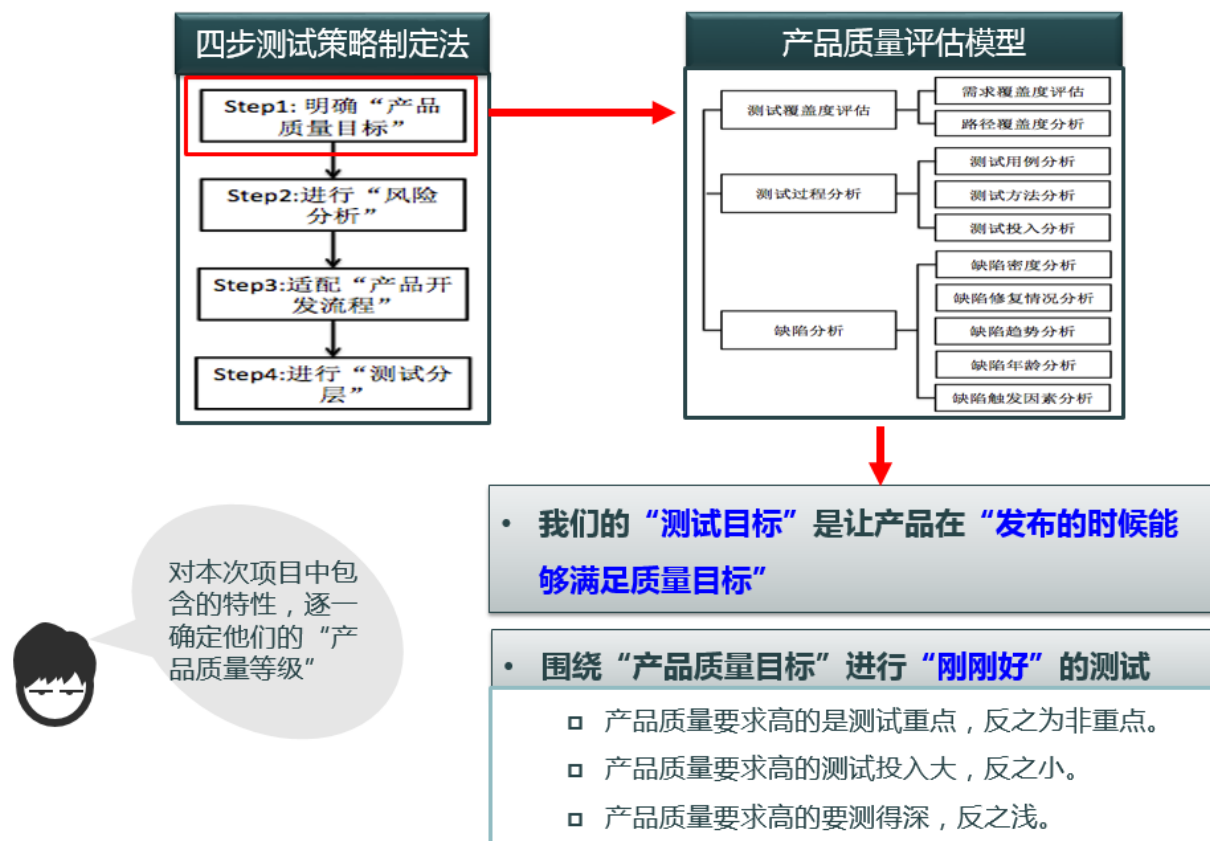 四步测试策略制定法
Step1: 明确“产品
质量目标”
Step2:进行“风险
分析”
Step3:适配“产品开
发流程”
Step4:进行“测试分
层”
产品质量评估模型
测试覆盖度评估
需求覆盖度评估
路径覆盖度分析
测试过程分析
测试用例分析
测试方法分析
测试投入分析
缺陷分析
缺陷密度分析
缺陷修复情况分析
缺陷趋势分析
缺陷年龄分析
缺陷触发因素分析
对本次项目中包
含的特性，逐一
确定他们的“产
品质量等级”
• 我们的“测试目标”是让产品在“发布的时候能
够满足质量目标”
• 围绕“产品质量目标”进行“刚刚好”的测试
产品质量要求高的是测试重点，反之为非重点。
产品质量要求高的测试投入大，反之小。
产品质量要求高的要测得深，反之浅。